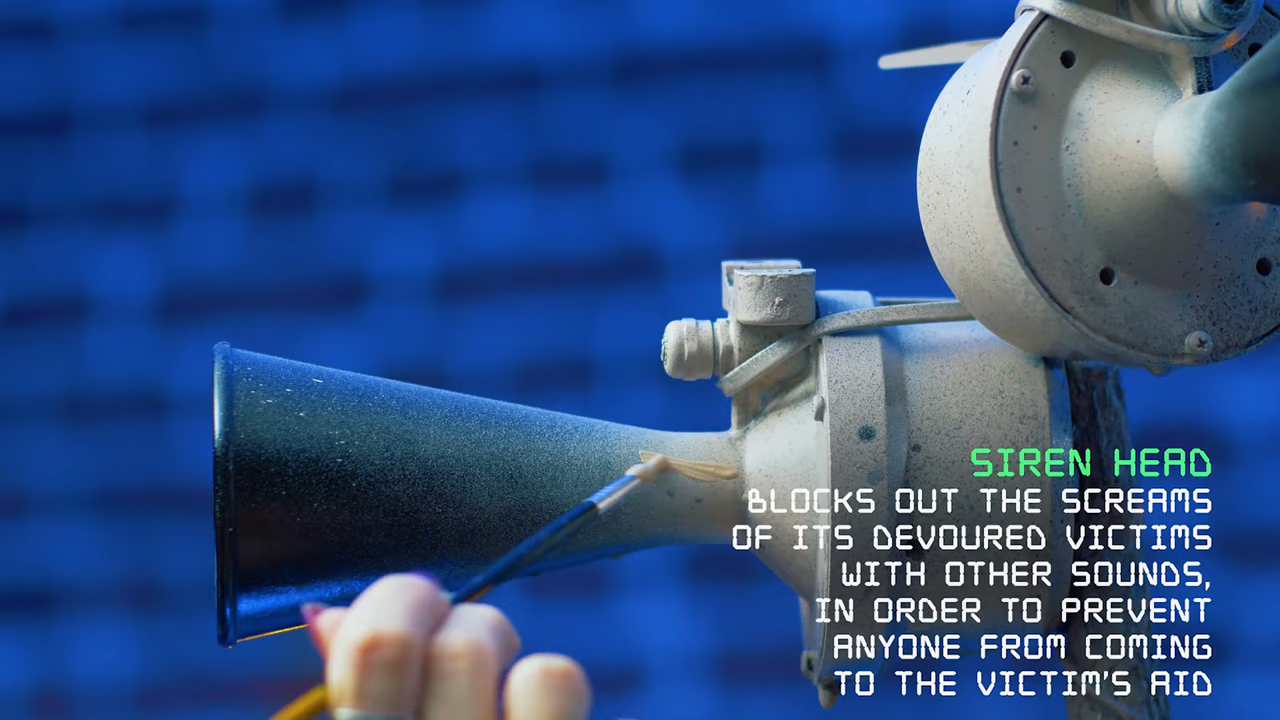 SIREN HEAD
BLOCKS OUT THE SCREAMS
OF ITS DEVOURED VICTIMS
WITH OTHER SOUNDS,
IN ORDER TO PREVENT
ANYONE FROM COMING
TO THE VICTIM'S AID